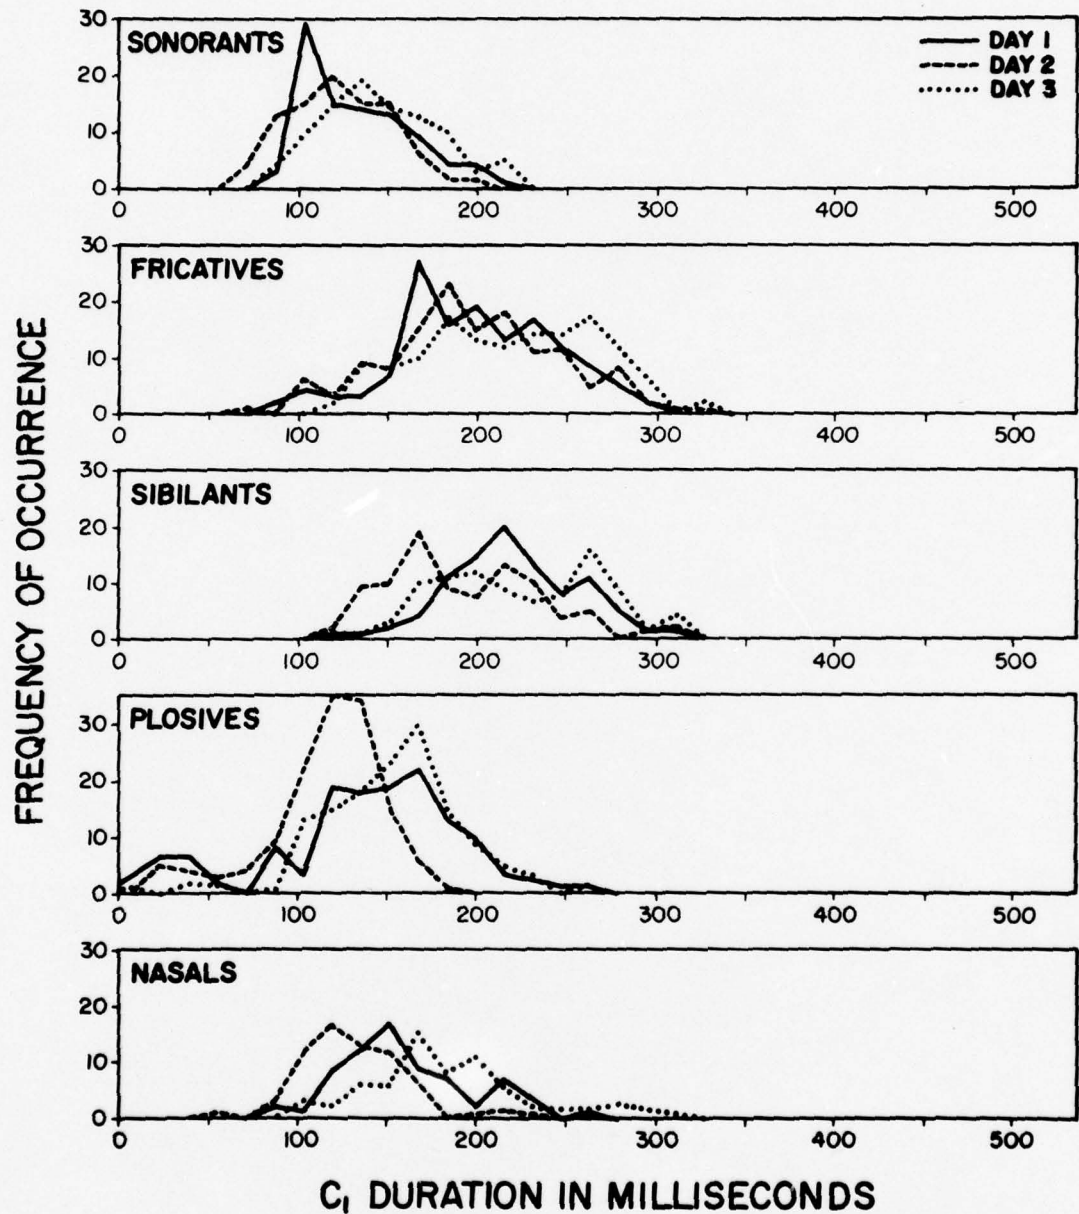 SONORANTS
DAY 1
DAY 2
DAY 3
30
20
10
0
0 100 200 300 400 500
FRICATIVES
30
20
10
0
0 100 200 300 400 500
SIBILANTS
30
20
10
0
0 100 200 300 400 500
PLOSIVES
30
20
10
0
0 100 200 300 400 500
NASALS
30
20
10
0
0 100 200 300 400 500
FREQUENCY OF OCCURRENCE
C₁ DURATION IN MILLISECONDS